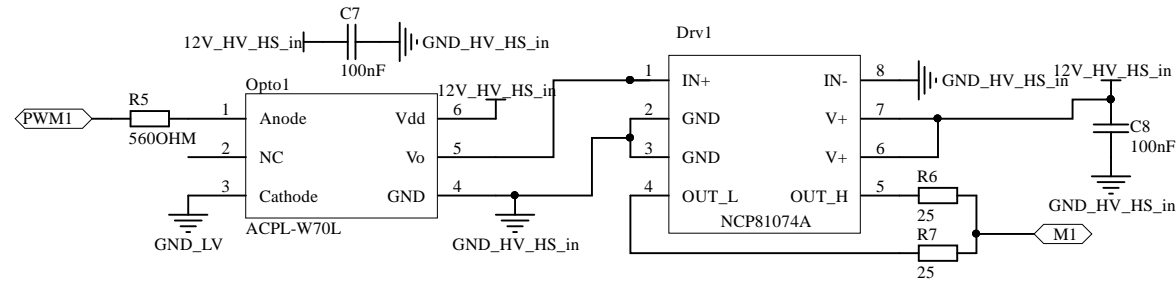 C7
12V_HV_HS_in
GND_HV_HS_in
100nF
Drv1
Opto1
12V_HV_HS_in
1
IN+
IN-
8
GND_HV_HS_in
12V_HV_HS_in
PWM1
R5
560OHM
1
Anode
Vdd
6
2
GND
V+
7
C8
100nF
2
NC
Vo
5
3
GND
V+
6
3
Cathode
GND
4
4
OUT_L
OUT_H
5
R6
25
GND_HV_HS_in
GND_LV
ACPL-W70L
GND_HV_HS_in
NCP81074A
R7
25
M1